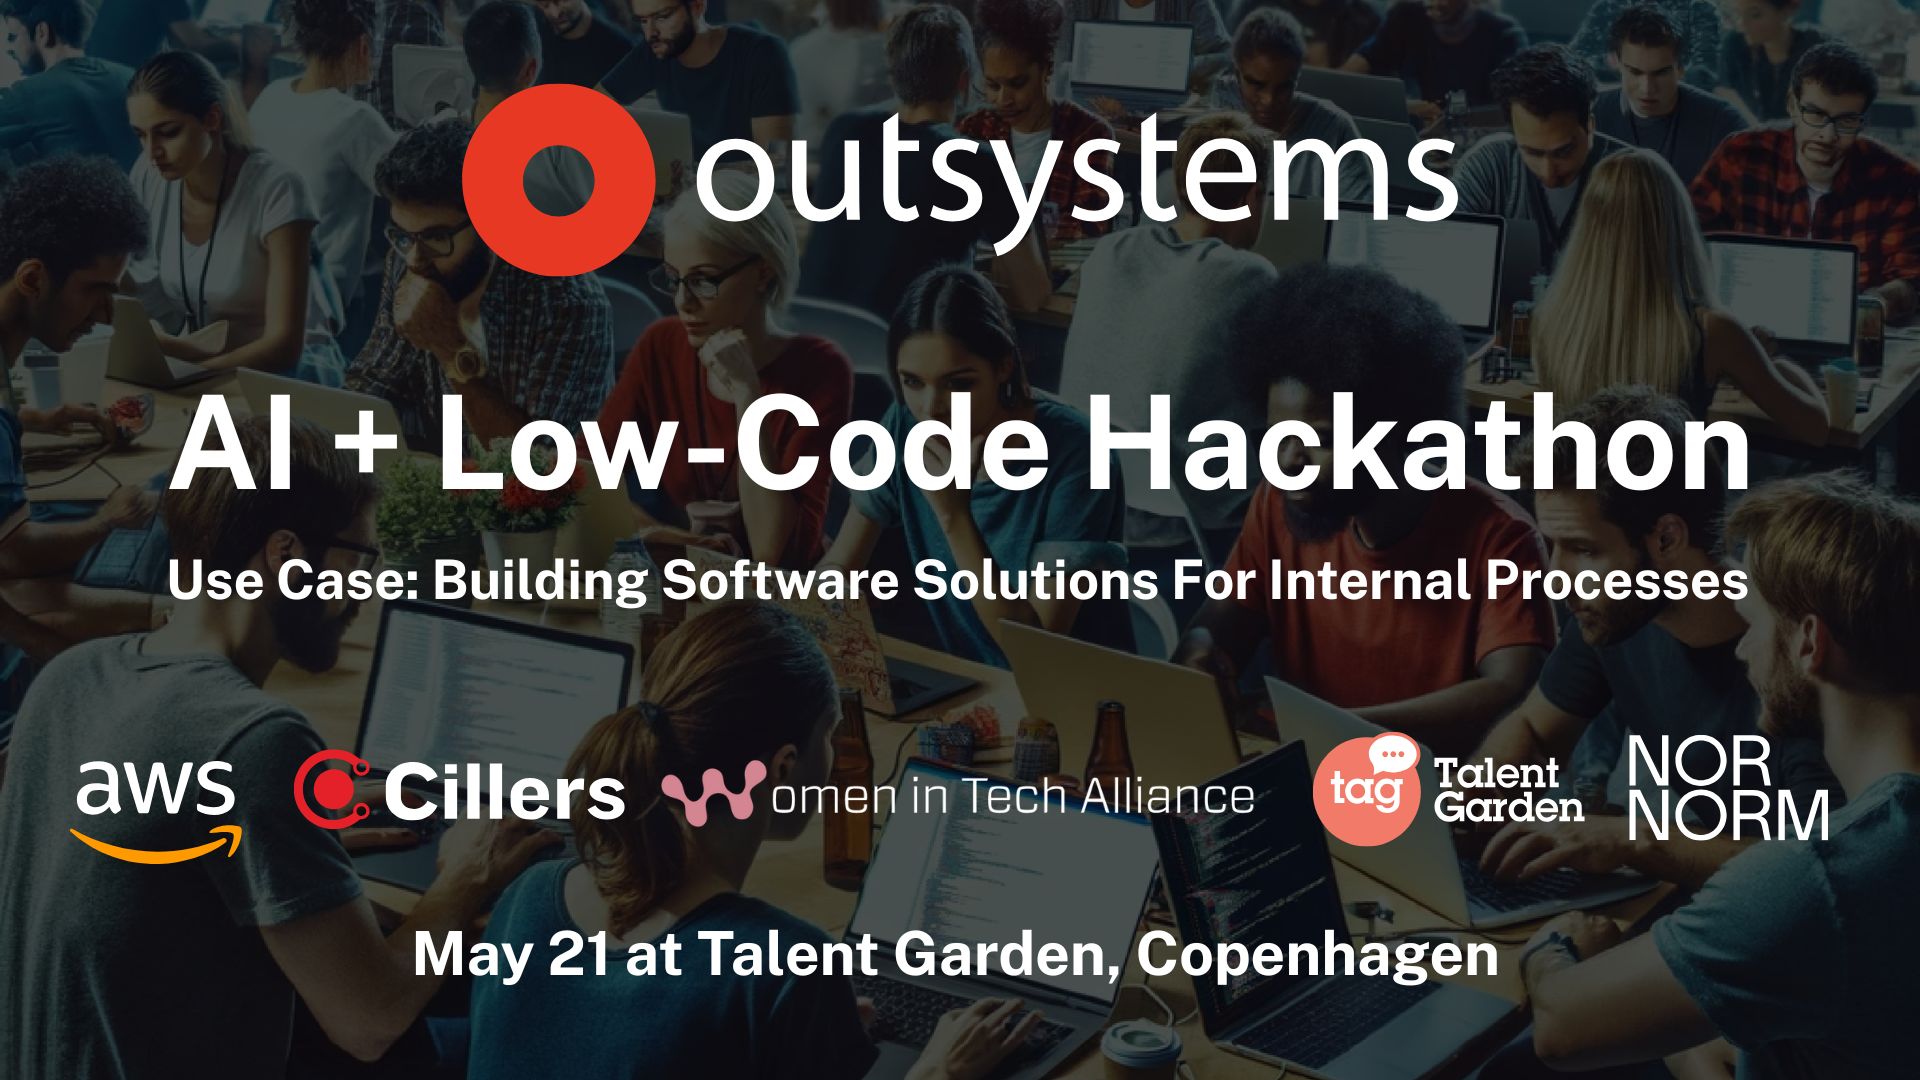 outsystems
AI + Low-Code Hackathon
Use Case: Building Software Solutions For Internal Processes
aws
Cillers
Women in Tech Alliance
tag
Talent
Garden
NOR
NORM
May 21 at Talent Garden, Copenhagen